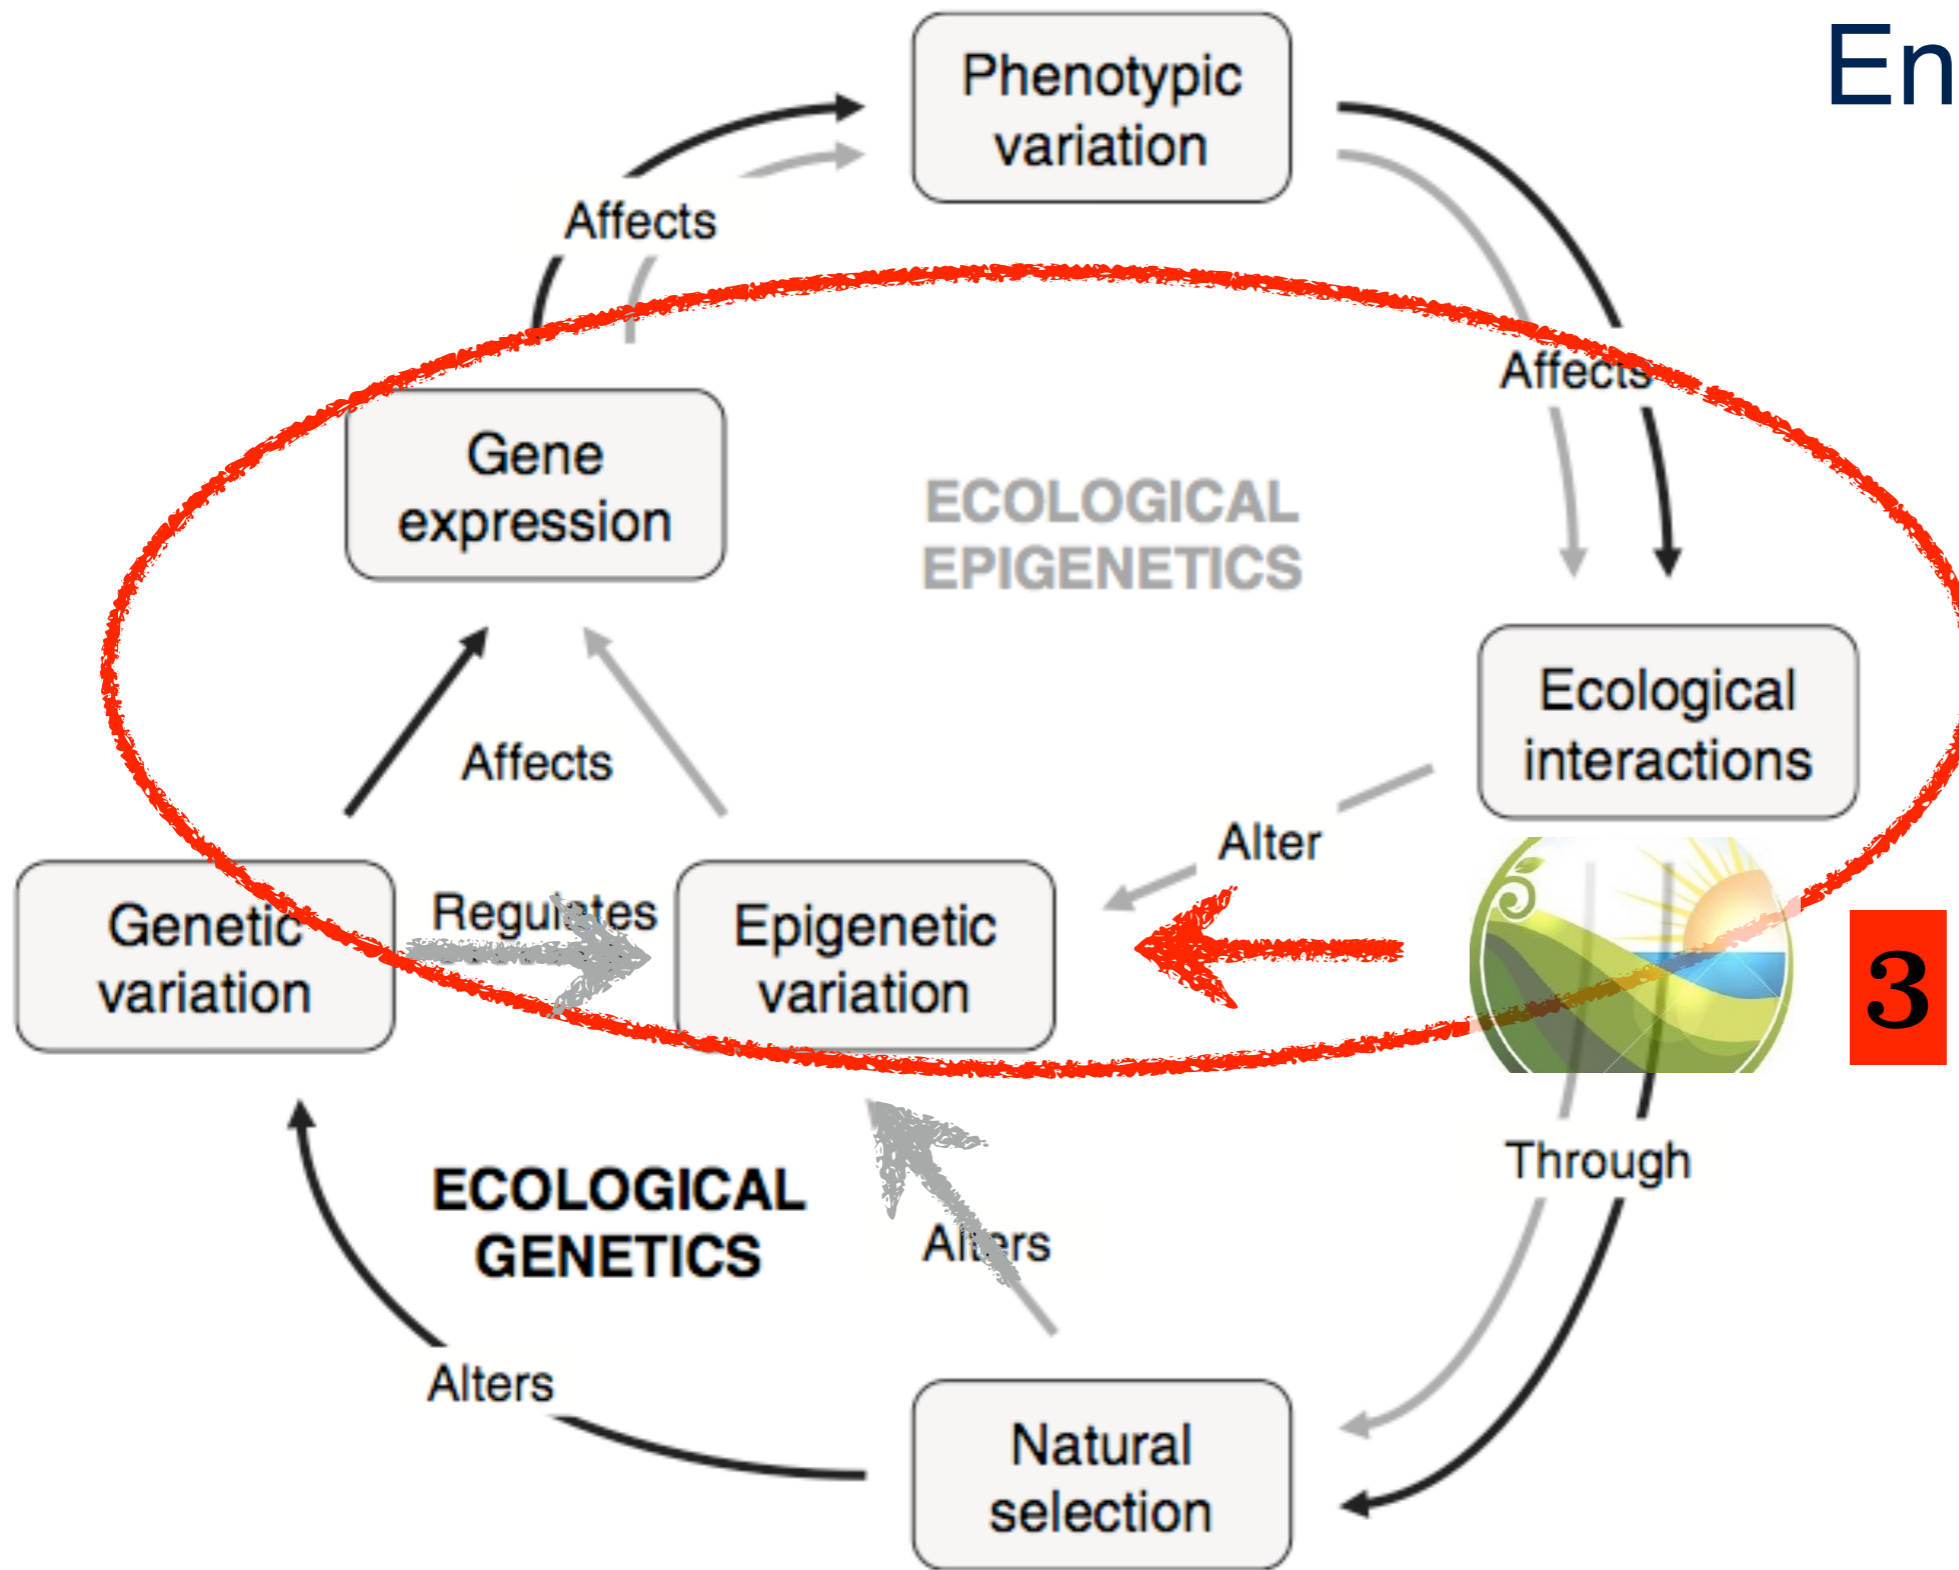 En
Phenotypic
variation
Affects
Affects
Gene
expression
ECOLOGICAL
EPIGENETICS
Ecological
interactions
Affects
Alter
Genetic
variation
Regulates
Epigenetic
variation
3
Through
ECOLOGICAL
GENETICS
Alters
Alters
Natural
selection